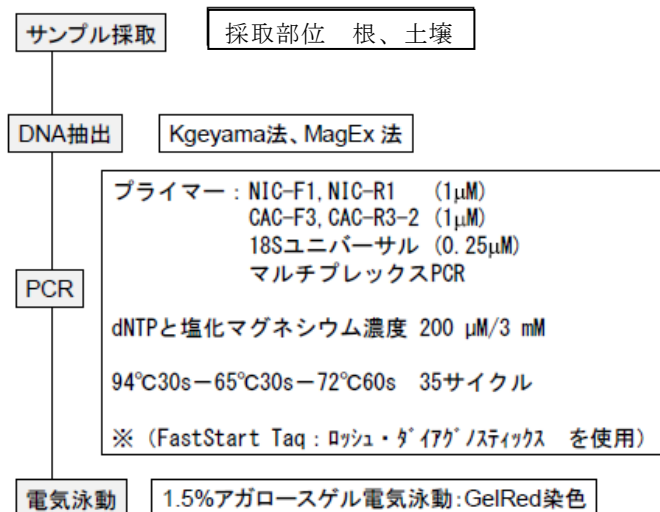 サンプル採取
採取部位　根、土壌
DNA抽出
Kgeyama法、MagEx 法
プライマー：NIC-F1, NIC-R1　(1μM)
CAC-F3, CAC-R3-2 (1μM)
18Sユニバーサル (0.25μM)
マルチプレックスPCR
PCR
dNTPと塩化マグネシウム濃度 200 μM/3 mM
94℃30s－65℃30s－72℃60s　35サイクル
※（FastStart Taq：ﾛｯｼｭ・ﾀﾞｲｱｸﾞﾉｽﾃｨｯｸｽ　を使用）
電気泳動
1.5%アガロースゲル電気泳動：GelRed染色